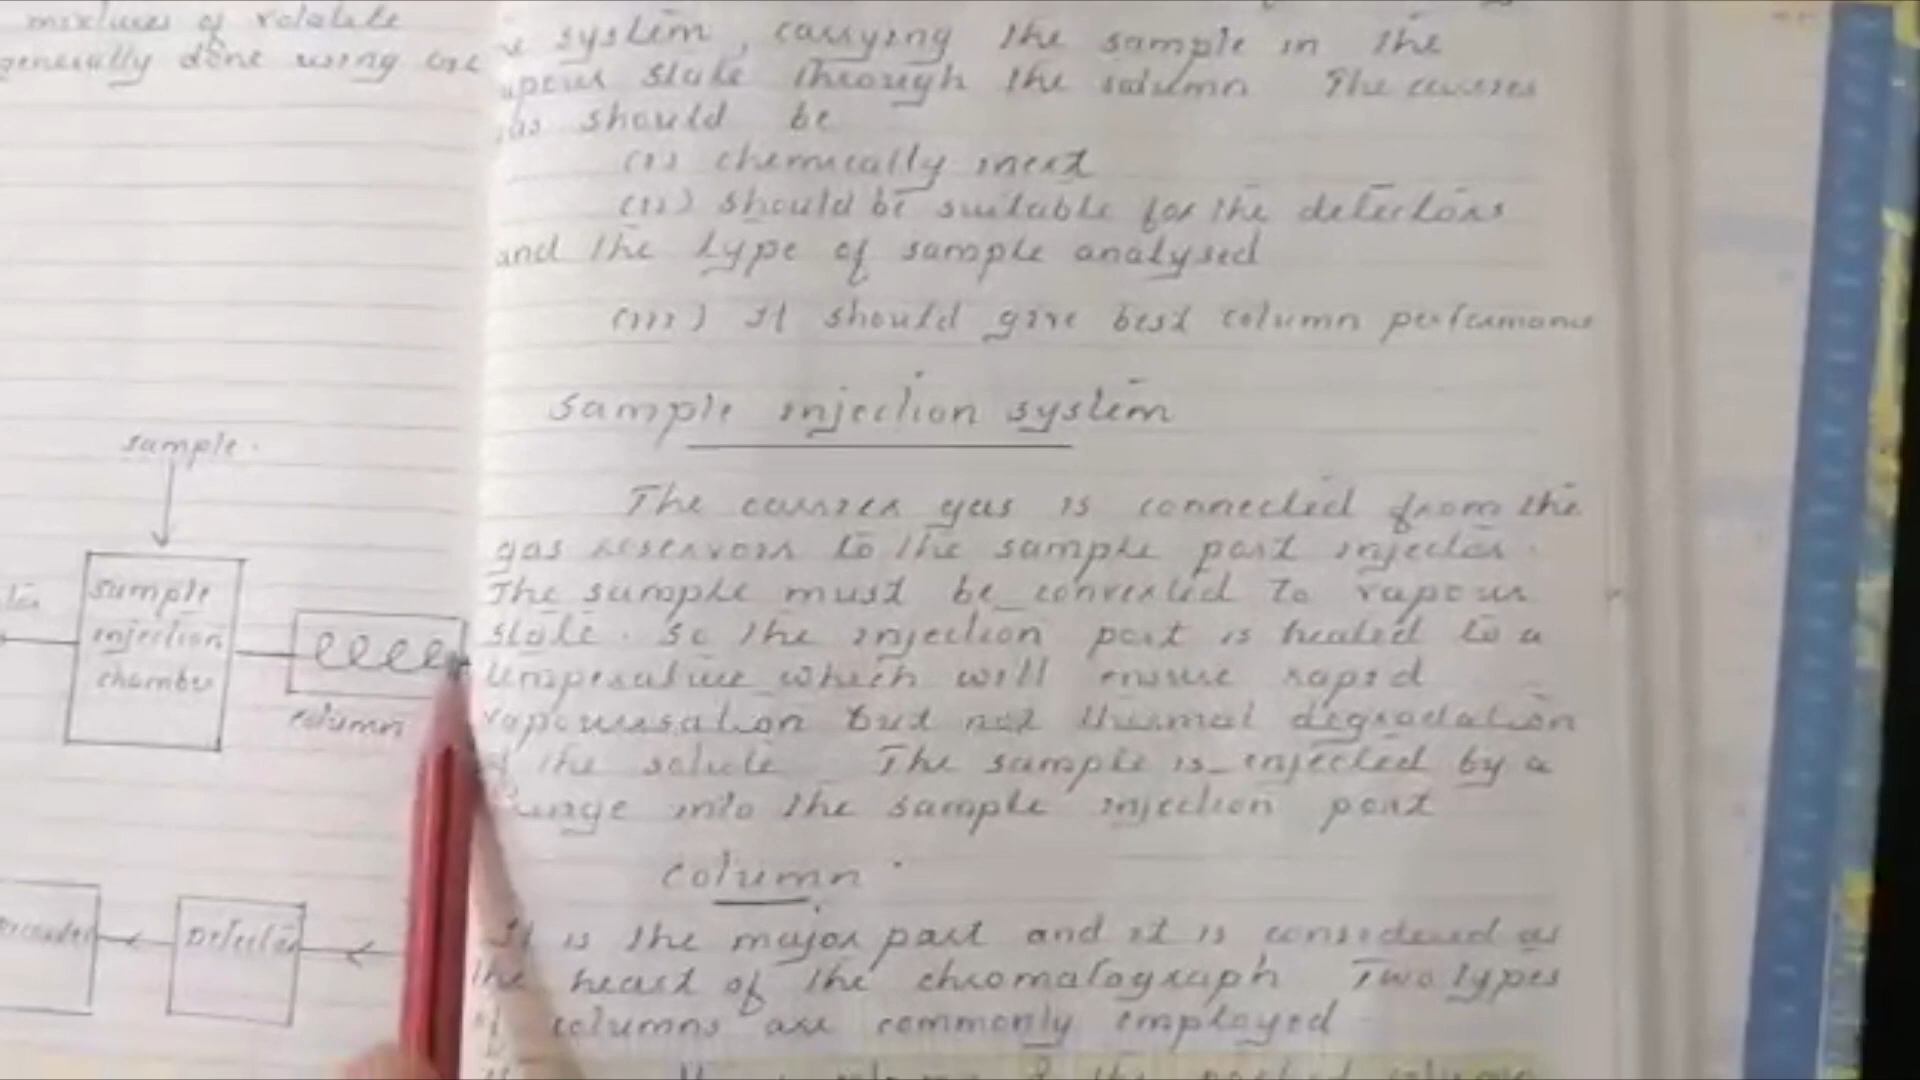 mixtures of volatile
generally done using
system, carrying the sample in the
state through the column The carrier
should be
(i) chemically inert
(ii) should be suitable for the detectors
and the type of sample analysed
(iii) It should give best column performance
Sample injection system
The carrier gas is connected from the
gas reservoir to the sample port injector.
The sample must be converted to vapour
state. So the injection port is heated to a
temperature which will ensure rapid
vapourisation but not thermal degradation
the solute The sample is injected by a
into the sample injection port
column
It is the major part and it is considered as
the heart of the chromatograph Two types
of columns are commonly employed
sample.
sample
injection
chamber
column
Detector